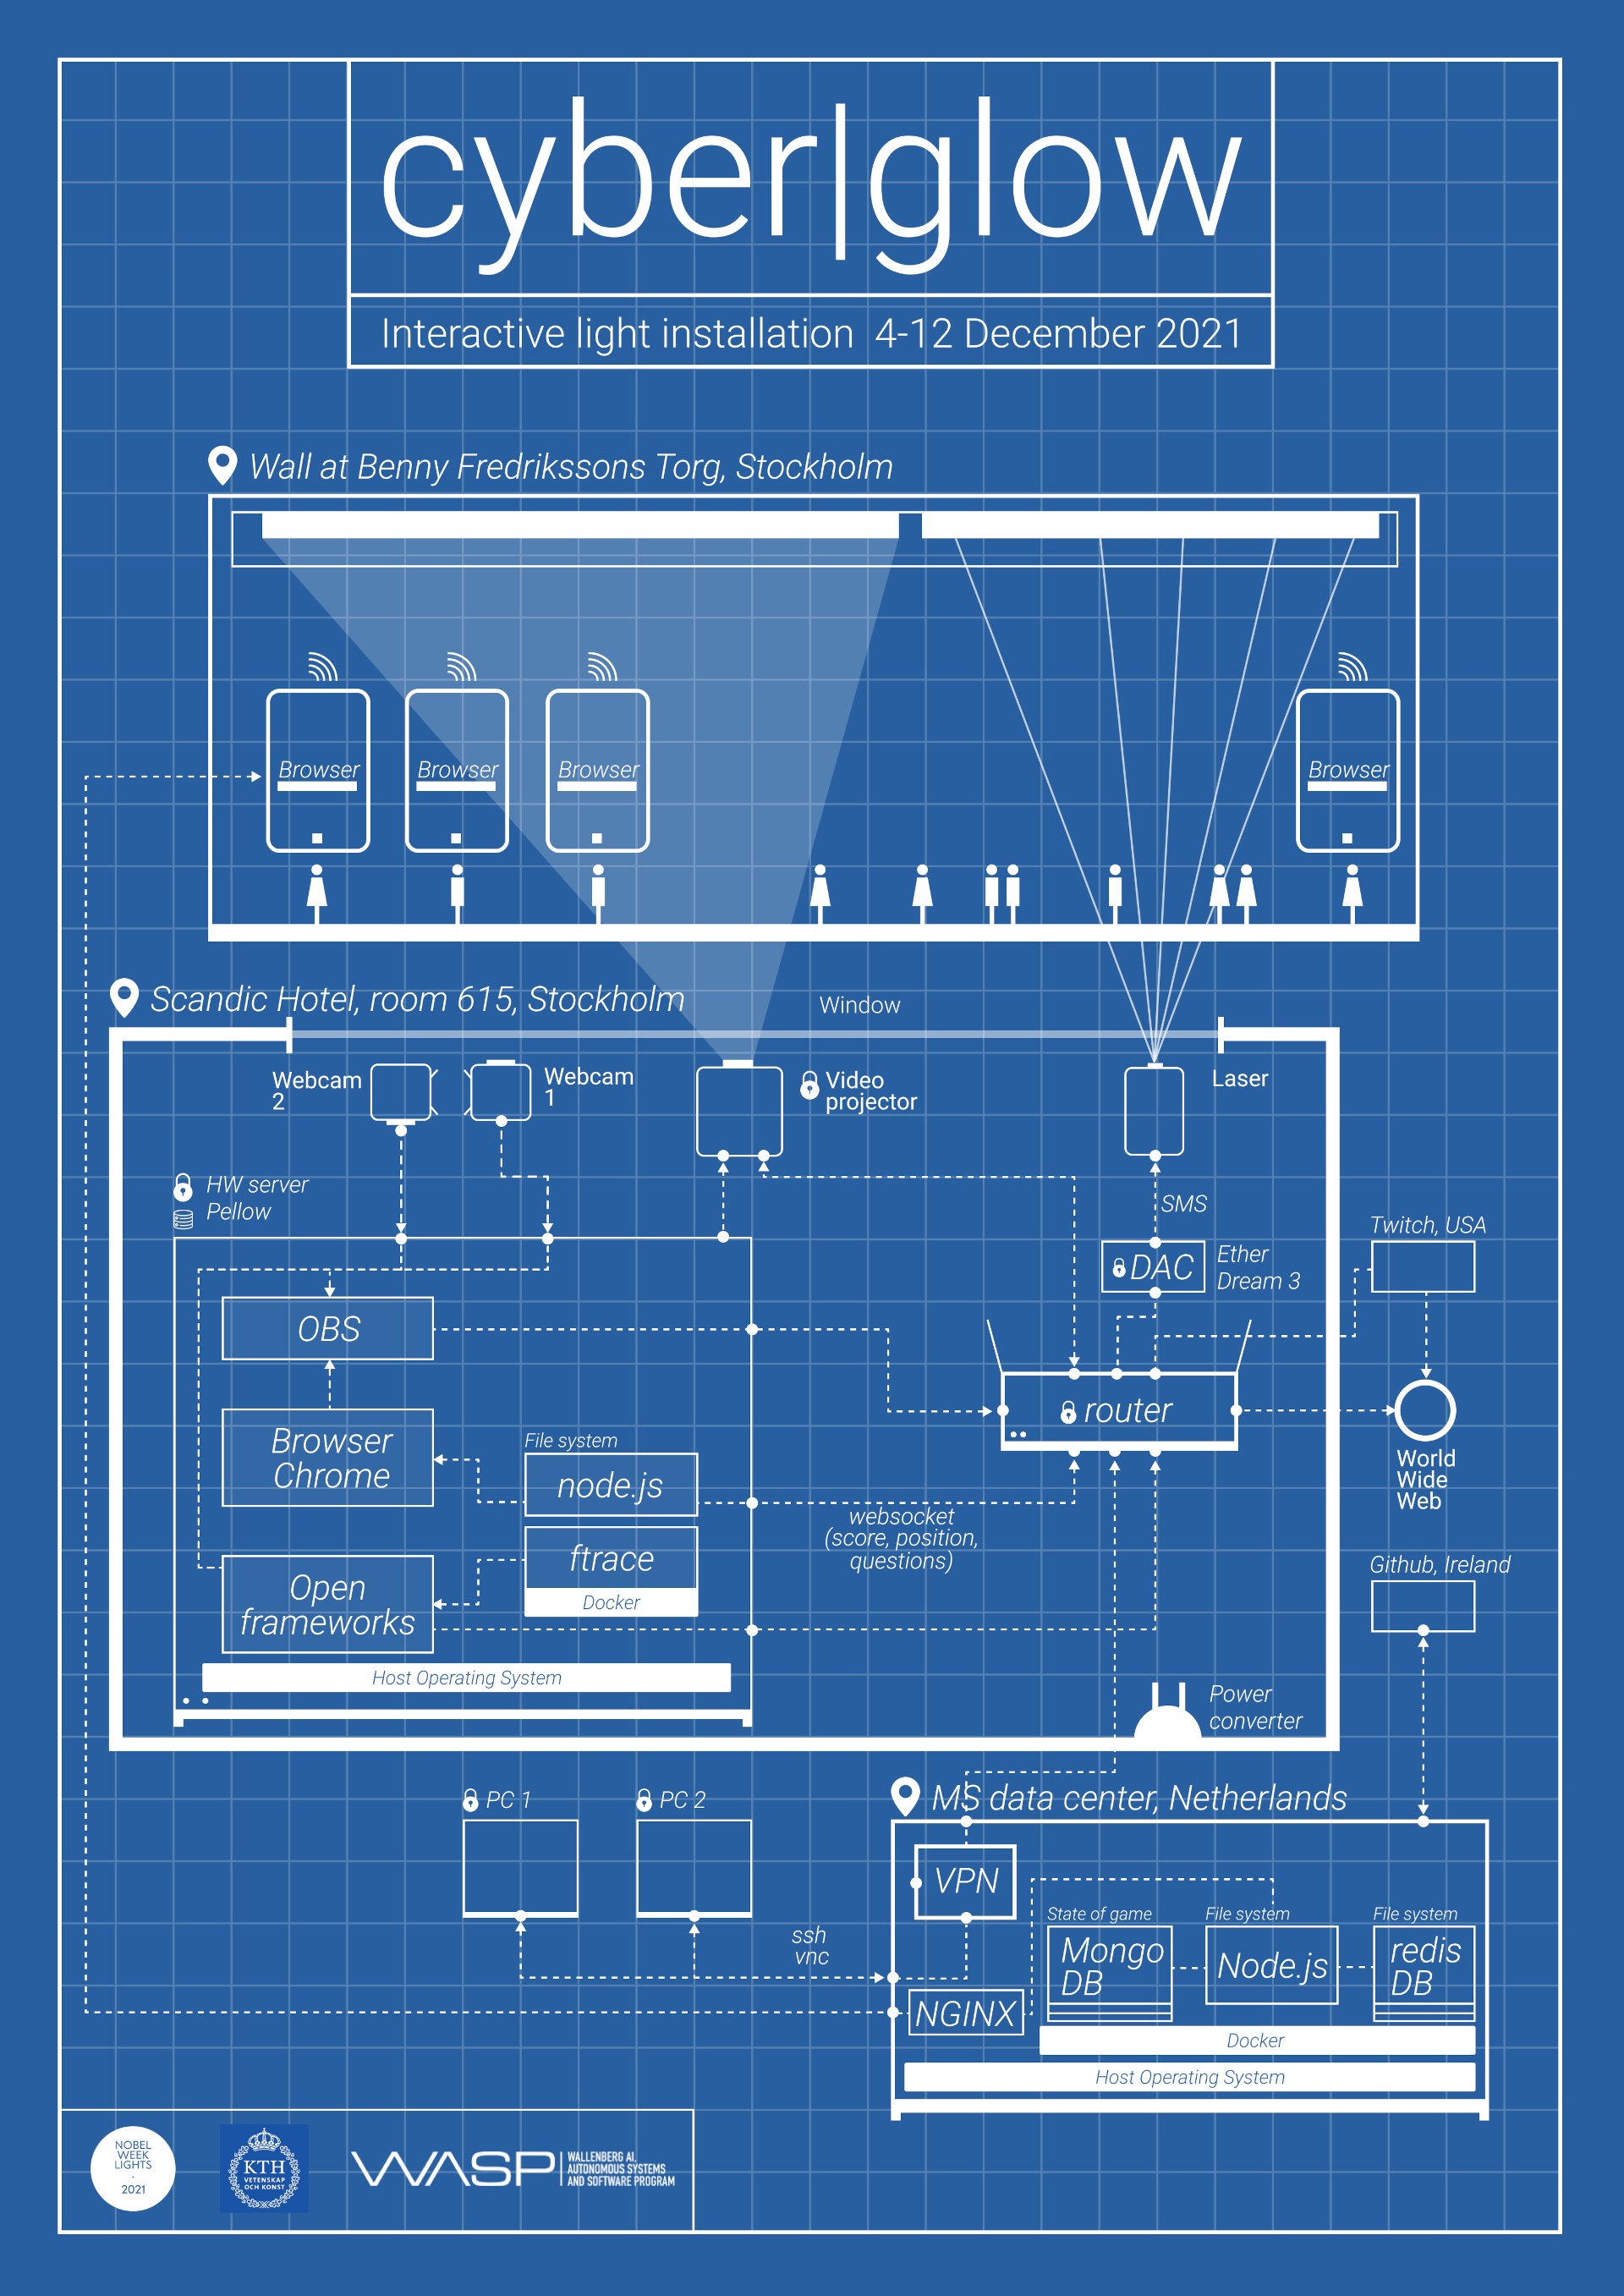 cyber|glow
Interactive light installation 4-12 December 2021
Wall at Benny Fredrikssons Torg, Stockholm
Browser
Browser
Browser
Browser
Scandic Hotel, room 615, Stockholm
Window
Webcam
2
Webcam
1
Video
projector
Laser
HW server
Pellow
SMS
DAC
Ether
Dream 3
Twitch, USA
OBS
router
Browser
Chrome
File system
node.js
World
Wide
Web
websocket
(score, position,
questions)
ftrace
Docker
Open
frameworks
Github, Ireland
Host Operating System
Power
converter
PC 1
PC 2
MS data center, Netherlands
VPN
ssh
vnc
State of game
File system
File system
Mongo
DB
Node.js
redis
DB
NGINX
Docker
Host Operating System
NOBEL
WEEK
LIGHTS
2021
KTH
VETENSKAP
OCH KONST
WASP
WALLENBERG AI,
AUTONOMOUS SYSTEMS
AND SOFTWARE PROGRAM